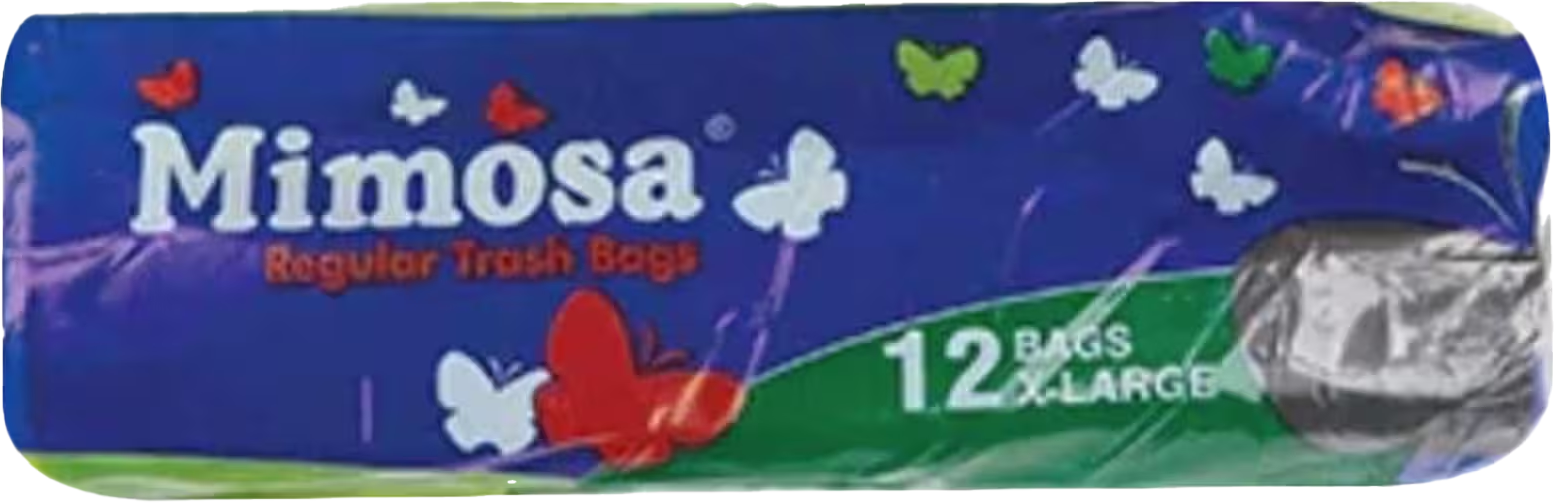 Mimosa®
Regular Trash Bags
12 BAGS
X-LARGE